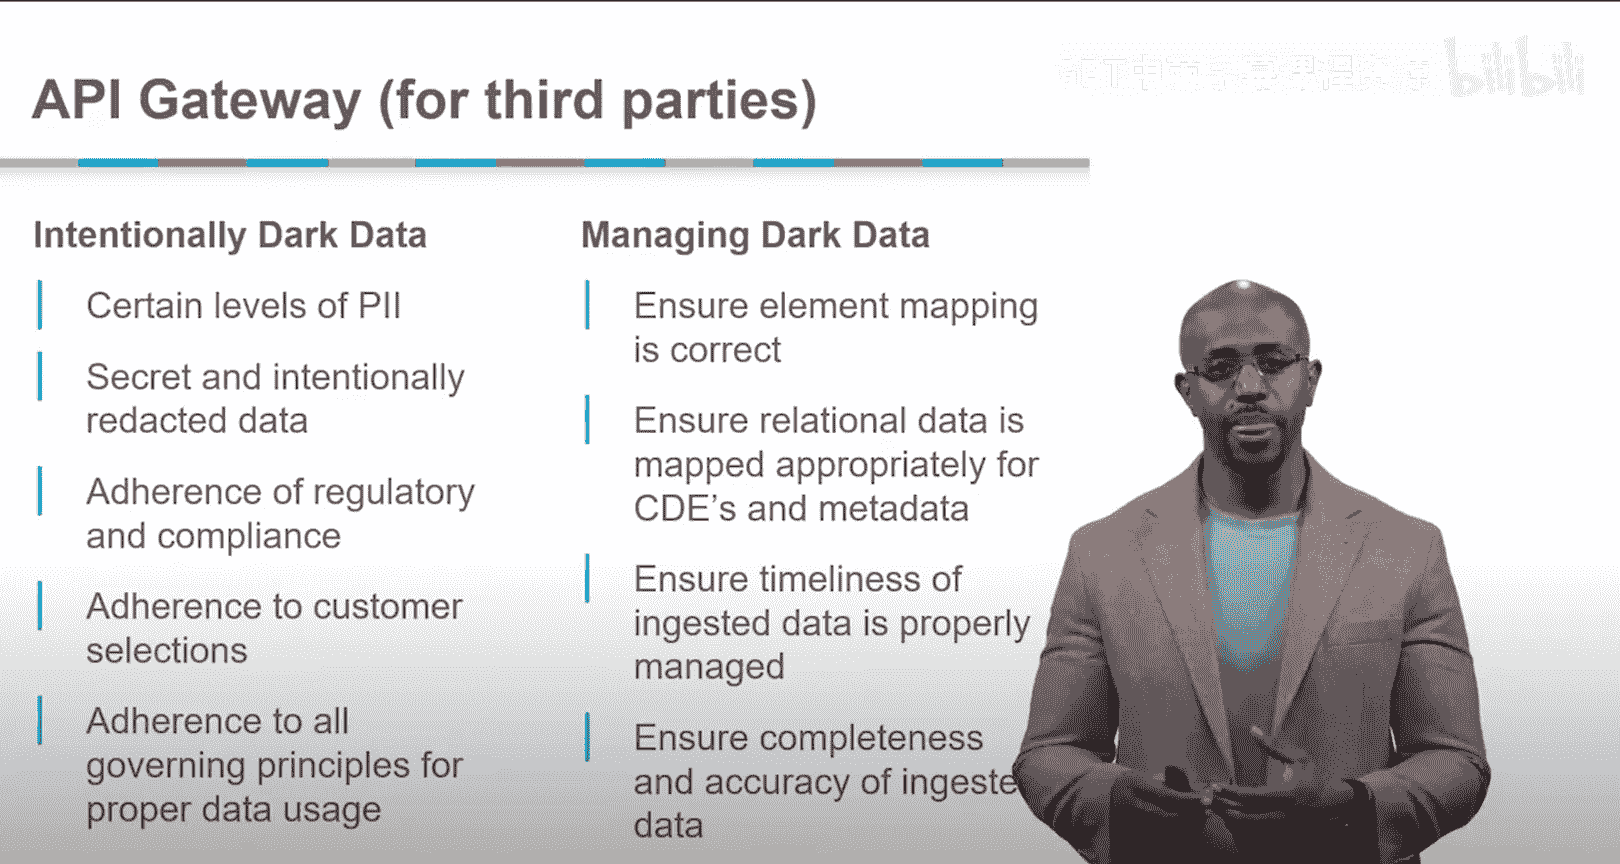 bilibili
API Gateway (for third parties)
Intentionally Dark Data
Certain levels of PII
Secret and intentionally
redacted data
Adherence of regulatory
and compliance
Adherence to customer
selections
Adherence to all
governing principles for
proper data usage
Managing Dark Data
Ensure element mapping
is correct
Ensure relational data is
mapped appropriately for
CDE's and metadata
Ensure timeliness of
ingested data is properly
managed
Ensure completeness
and accuracy of ingeste
data